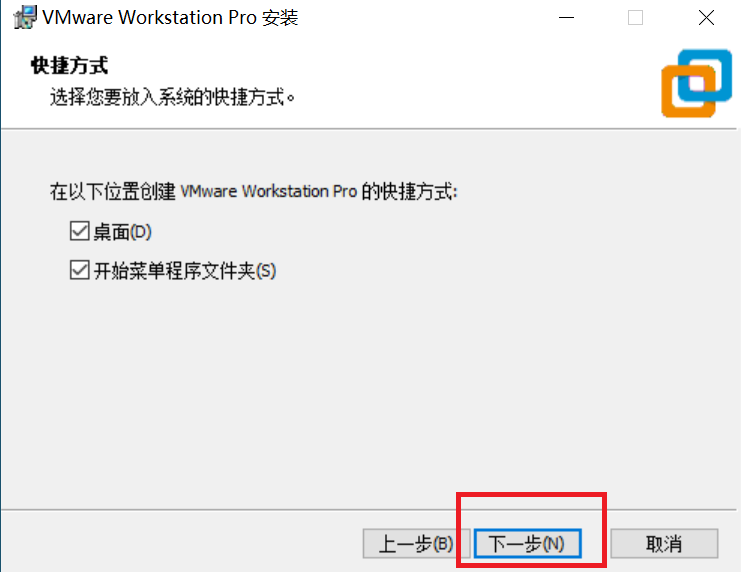 VMware Workstation Pro 安装
快捷方式
选择您要放入系统的快捷方式。
在以下位置创建 VMware Workstation Pro 的快捷方式:
桌面(D)
开始菜单程序文件夹(S)
上一步(B) 下一步(N) 取消